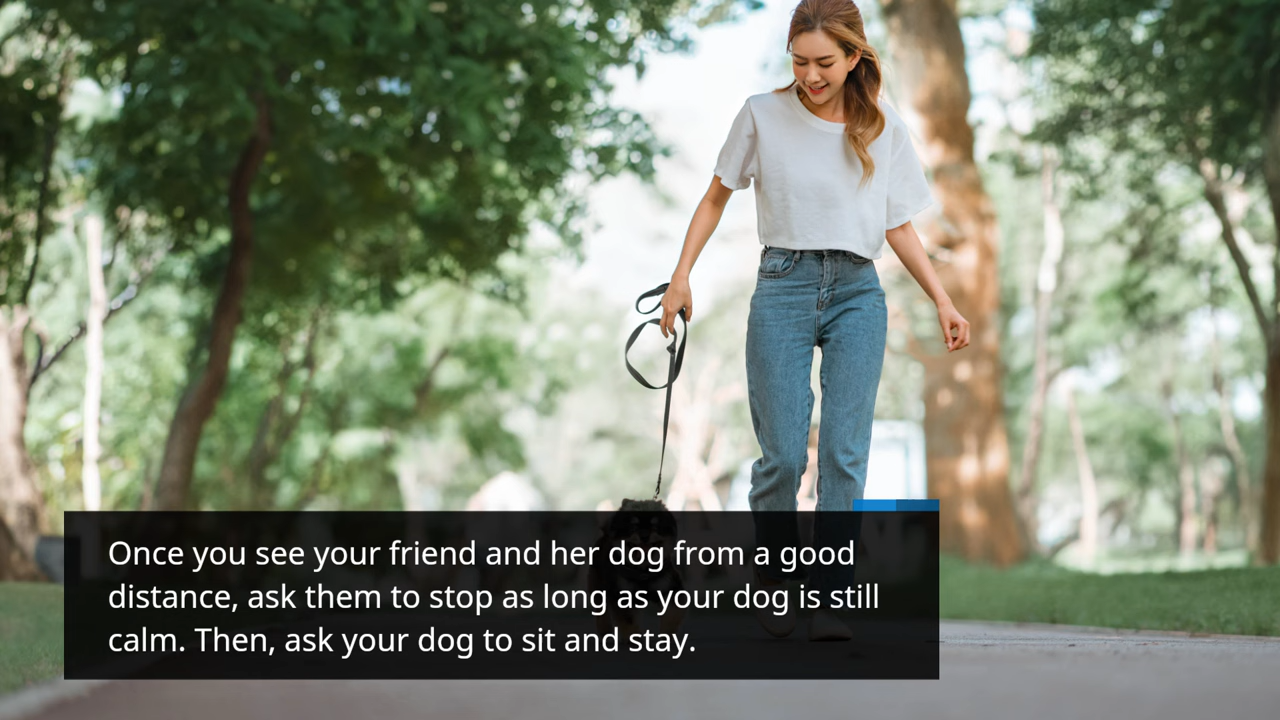 Once you see your friend and her dog from a good
distance, ask them to stop as long as your dog is still
calm. Then, ask your dog to sit and stay.